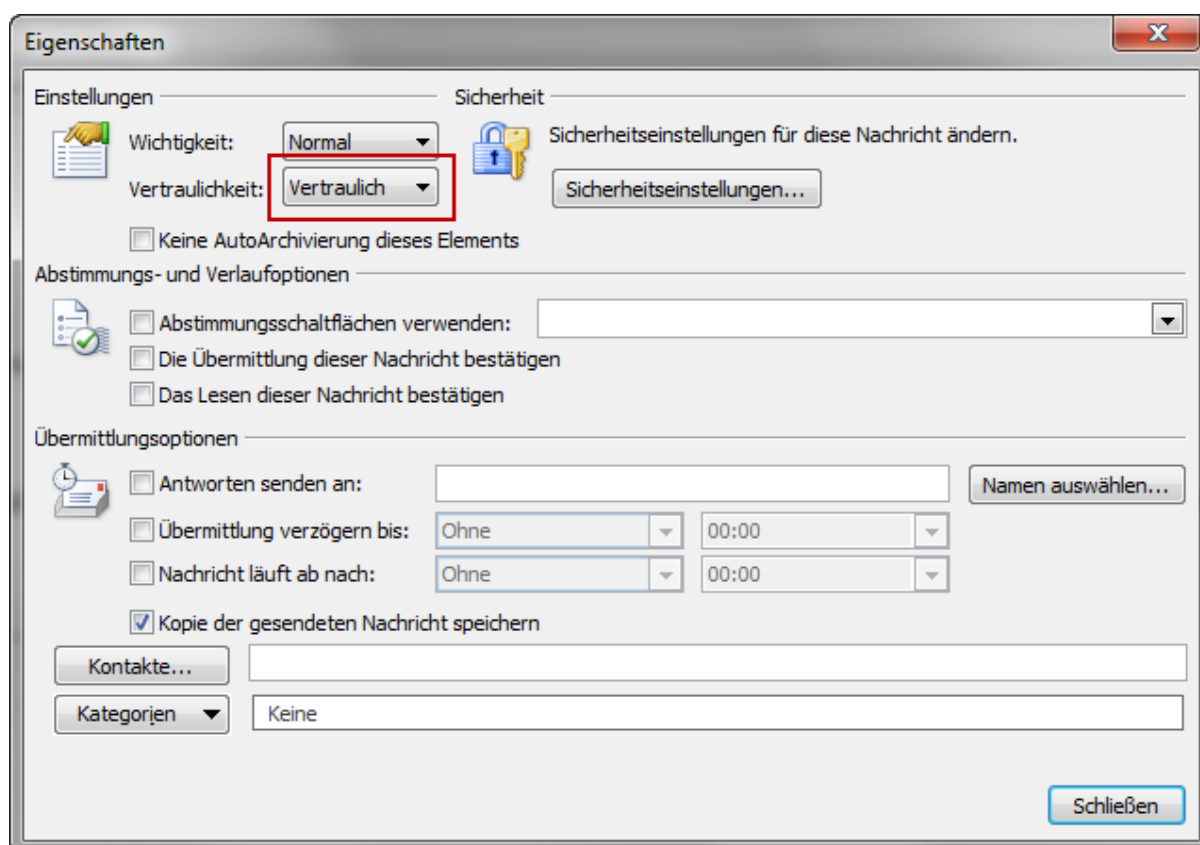 Eigenschaften
Einstellungen Sicherheit
Wichtigkeit: Normal Sicherheitseinstellungen für diese Nachricht ändern.
Vertraulichkeit: Vertraulich Sicherheitseinstellungen...
Keine AutoArchivierung dieses Elements
Abstimmungs- und Verlaufoptionen
Abstimmungsschaltflächen verwenden:
Die Übermittlung dieser Nachricht bestätigen
Das Lesen dieser Nachricht bestätigen
Übermittlungsoptionen
Antworten senden an: Namen auswählen...
Übermittlung verzögern bis: Ohne 00:00
Nachricht läuft ab nach: Ohne 00:00
Kopie der gesendeten Nachricht speichern
Kontakte...
Kategorien Keine
Schließen